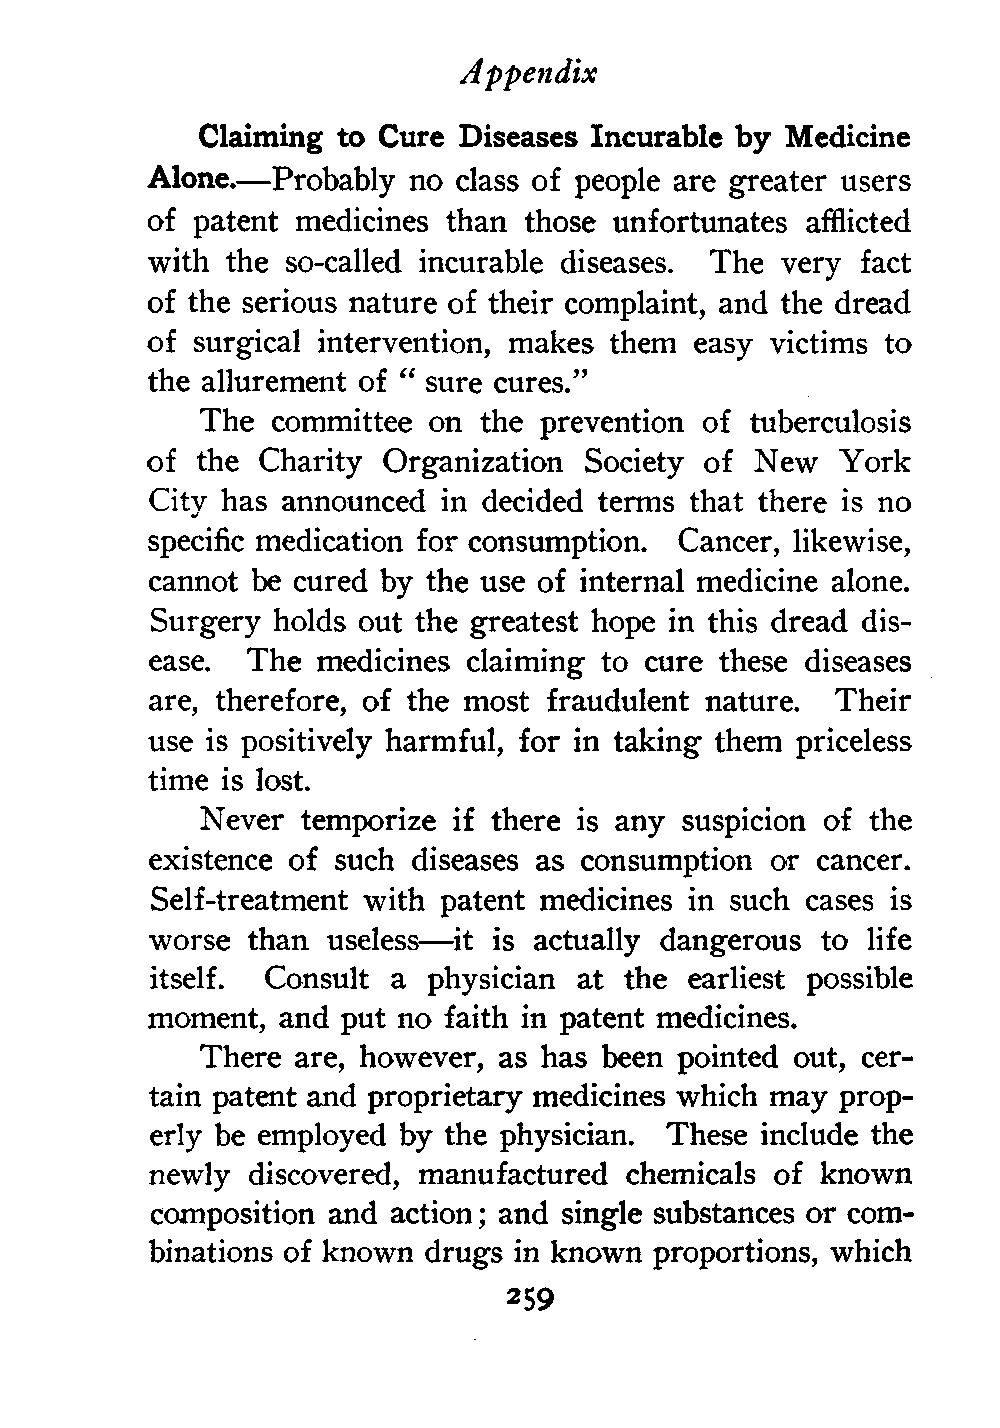 Appendix
Claiming to Cure Diseases Incurable by Medicine
Alone.—Probably no class of people are greater users
of patent medicines than those unfortunates afflicted
with the so-called incurable diseases. The very fact
of the serious nature of their complaint, and the dread
of surgical intervention, makes them easy victims to
the allurement of “ sure cures.”
The committee on the prevention of tuberculosis
of the Charity Organization Society of New York
City has announced in decided terms that there is no
specific medication for consumption. Cancer, likewise,
cannot be cured by the use of internal medicine alone.
Surgery holds out the greatest hope in this dread dis-
ease. The medicines claiming to cure these diseases
are, therefore, of the most fraudulent nature. Their
use is positively harmful, for in taking them priceless
time is lost.
Never temporize if there is any suspicion of the
existence of such diseases as consumption or cancer.
Self-treatment with patent medicines in such cases is
worse than useless—it is actually dangerous to life
itself. Consult a physician at the earliest possible
moment, and put no faith in patent medicines.
There are, however, as has been pointed out, cer-
tain patent and proprietary medicines which may prop-
erly be employed by the physician. These include the
newly discovered, manufactured chemicals of known
composition and action; and single substances or com-
binations of known drugs in known proportions, which
259